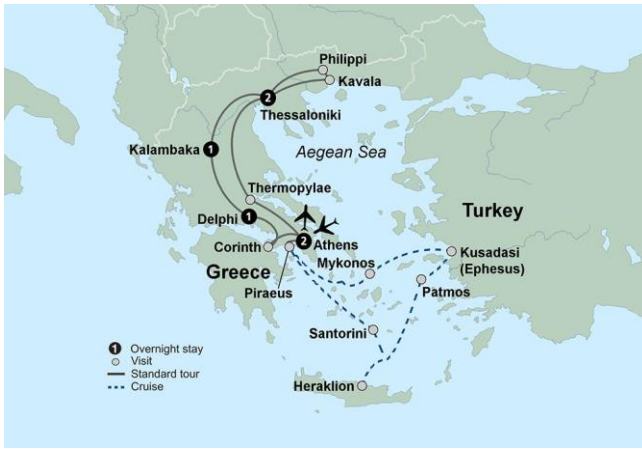 Philippi
Kavala
2
Thessaloniki
Aegean Sea
Kalambaka 1
Thermopylae
Turkey
Delphi 1
Corinth
2 Athens
Mykonos
Kusadasi
(Ephesus)
Greece
Piraeus
Patmos
Santorini
Heraklion
1 Overnight stay
Visit
Standard tour
Cruise